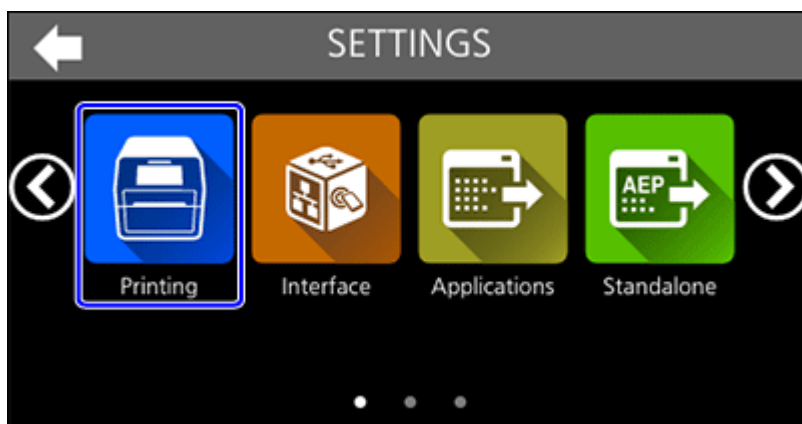 SETTINGS
AEP
Printing
Interface
Applications
Standalone